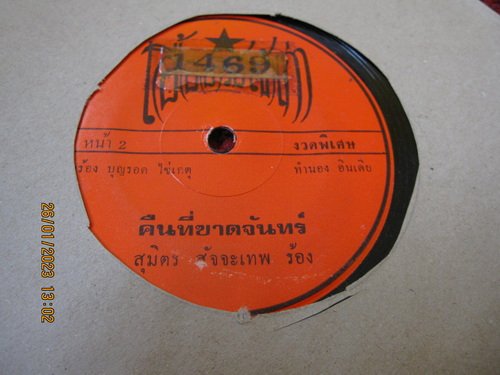 1469
หน้า 2
งวดพิเศษ
ร้อง บุญรอด ไข่เกตุ
ทำนอง อินเดีย
คืนที่ขาดจันทร์
สุมิตร สัจจะเทพ ร้อง
25/01/2023 13:02